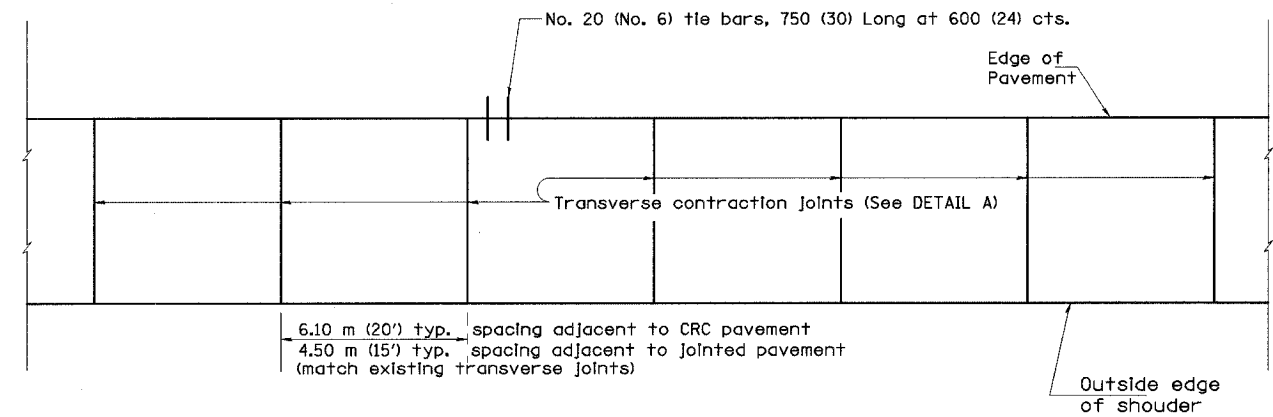 No. 20 (No. 6) tie bars, 750 (30) Long at 600 (24) cts.
Edge of
Pavement
Transverse contraction joints (See DETAIL A)
6.10 m (20') typ. spacing adjacent to CRC pavement
4.50 m (15') typ. spacing adjacent to jointed pavement
(match existing transverse joints)
Outside edge
of shouder